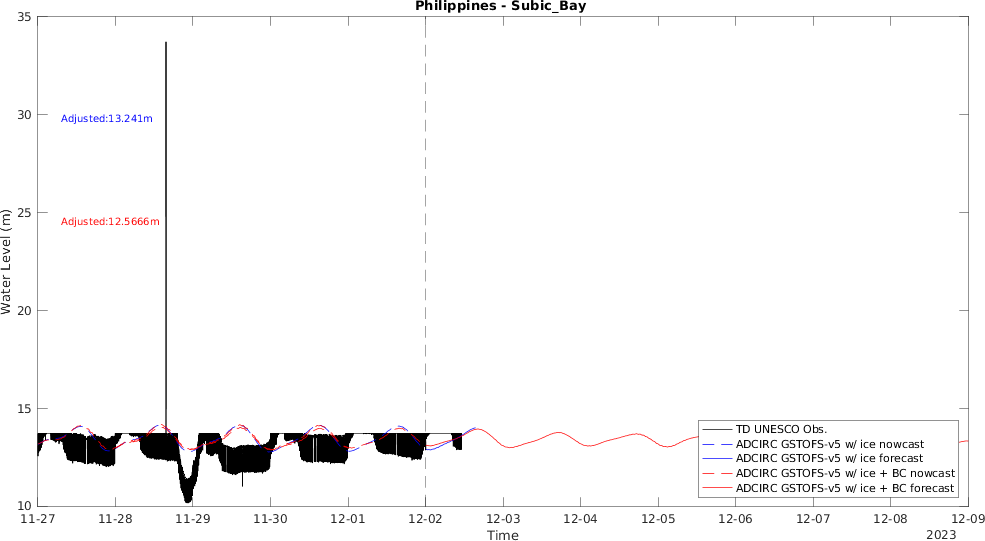 Philippines - Subic_Bay
35
30
25
20
15
10
Water Level (m)
Adjusted:13.241m
Adjusted:12.5666m
TD UNESCO Obs.
ADCIRC GSTOFS-v5 w/ ice nowcast
ADCIRC GSTOFS-v5 w/ ice forecast
ADCIRC GSTOFS-v5 w/ ice + BC nowcast
ADCIRC GSTOFS-v5 w/ ice + BC forecast
11-27 11-28 11-29 11-30 12-01 12-02 12-03 12-04 12-05 12-06 12-07 12-08 12-09
Time
2023